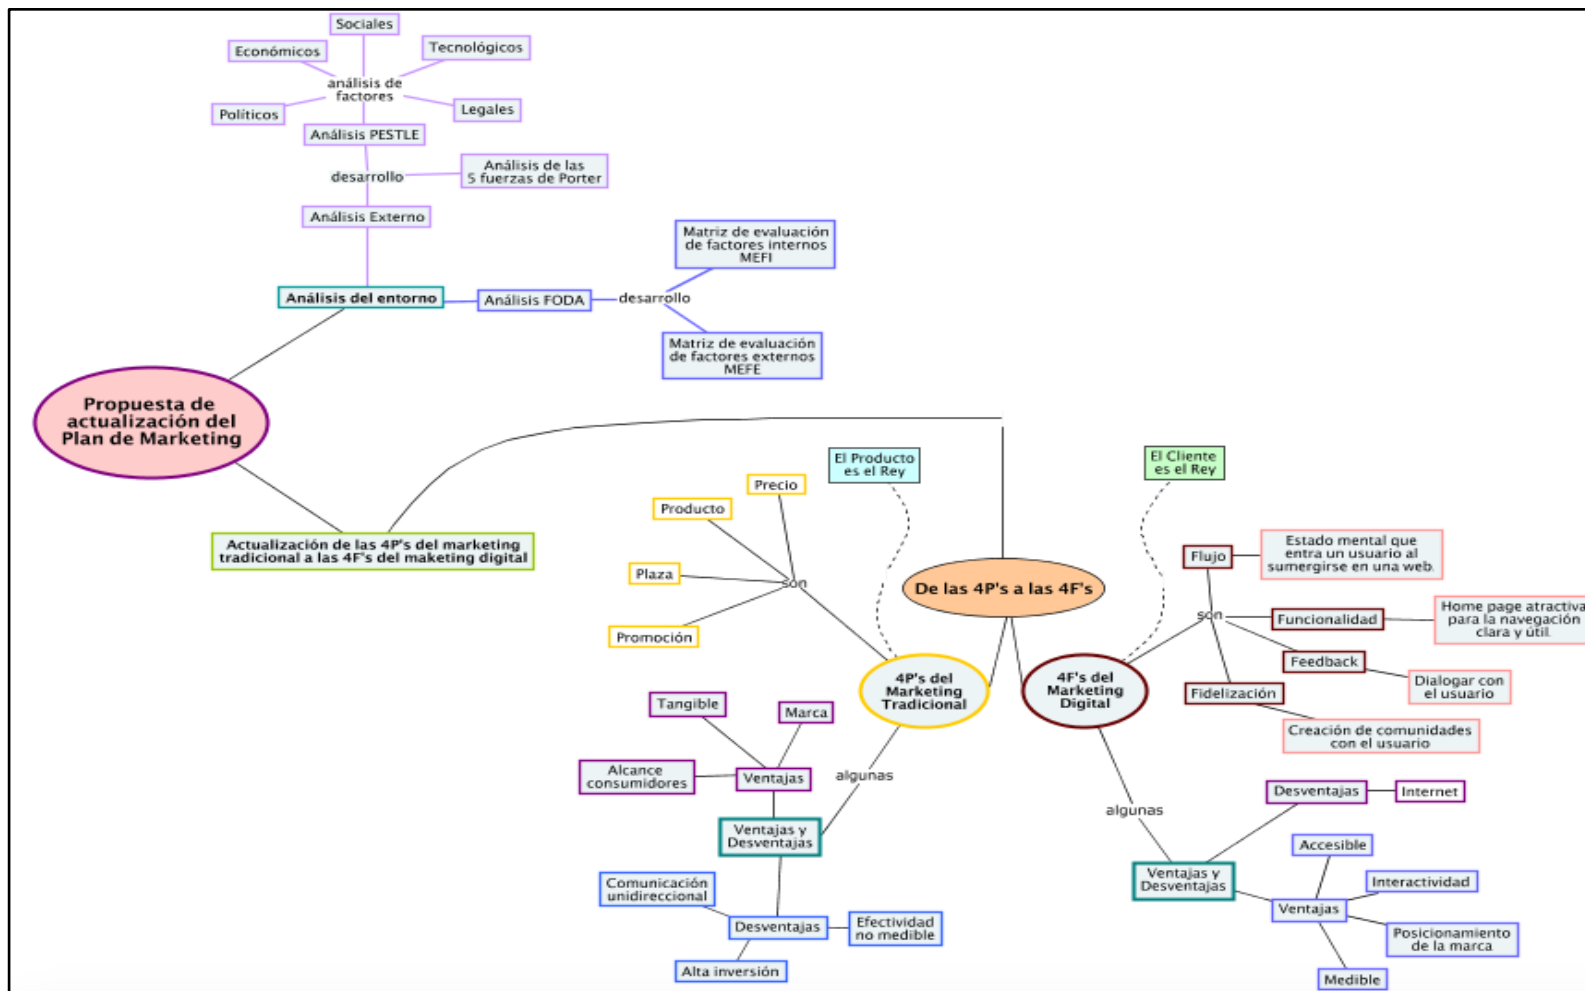 Sociales
Económicos
Tecnológicos
análisis de
factores
Políticos
Legales
Análisis PESTLE
Análisis de las
5 fuerzas de Porter
desarrollo
Análisis Externo
Matriz de evaluación
de factores internos
MEFI
Análisis del entorno
Análisis FODA
desarrollo
Matriz de evaluación
de factores externos
MEFE
Propuesta de
actualización del
Plan de Marketing
Actualización de las 4P's del marketing
tradicional a las 4F's del maketing digital
El Producto
es el Rey
El Cliente
es el Rey
Precio
Producto
Plaza
son
Promoción
De las 4P's a las 4F's
Flujo
Estado mental que
entra un usuario al
sumergirse en una web.
son
Funcionalidad
Home page atractiva
para la navegación
clara y útil.
Feedback
Dialogar con
el usuario
Fidelización
Creación de comunidades
con el usuario
4P's del
Marketing
Tradicional
4F's del
Marketing
Digital
Tangible
Marca
Alcance
consumidores
Ventajas
algunas
Ventajas y
Desventajas
Comunicación
unidireccional
Desventajas
Efectividad
no medible
Alta inversión
algunas
Desventajas
Internet
Ventajas y
Desventajas
Accesible
Interactividad
Ventajas
Posicionamiento
de la marca
Medible